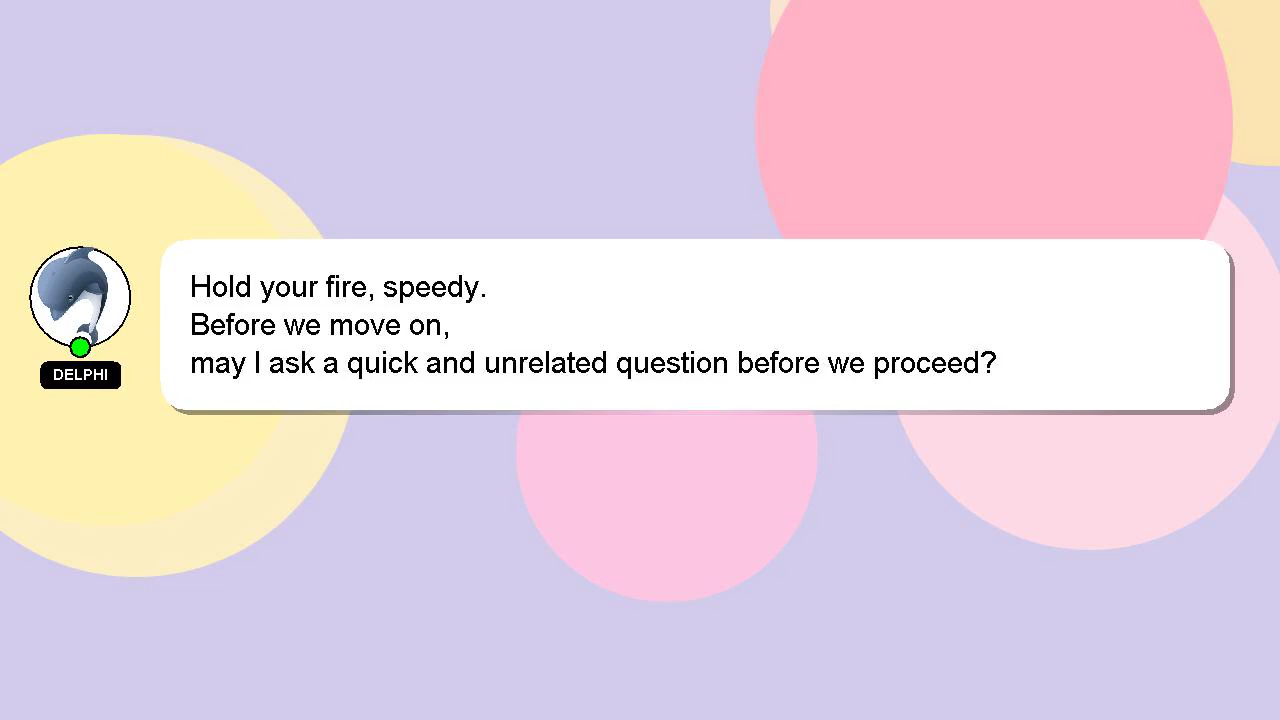 Hold your fire, speedy.
Before we move on,
may I ask a quick and unrelated question before we proceed?
DELPHI